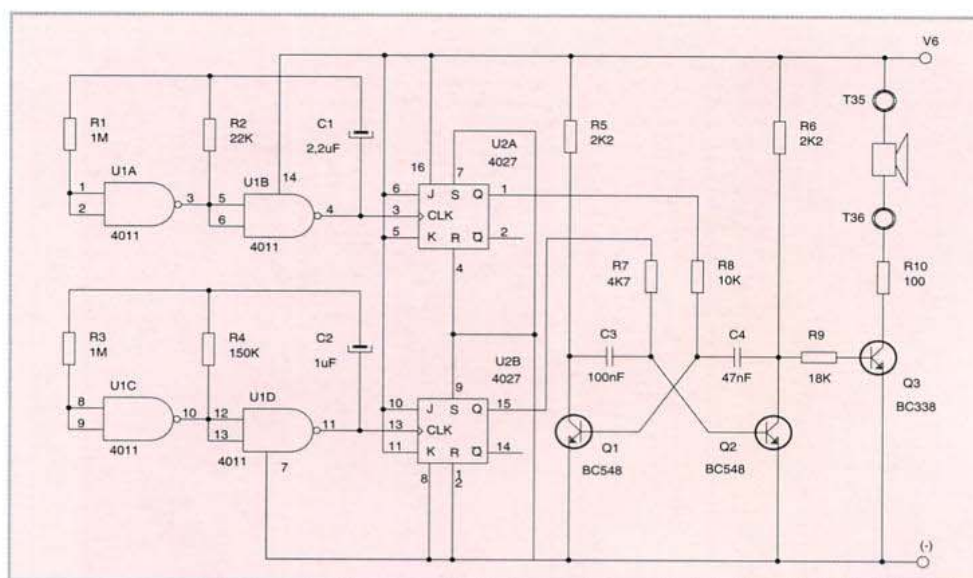 V6
T35
T36
R10
100
R6
2K2
R5
2K2
R1
1M
R2
22K
C1
2,2uF
U2A
4027
U1A
U1B
14
16
7
1
2
3
5
6
4
4011
4011
6
3
5
J
S
Q
CLK
K
R
Q
1
2
4
R7
4K7
R8
10K
R3
1M
R4
150K
C2
1uF
C3
100nF
C4
47nF
R9
18K
Q3
BC338
U2B
4027
9
U1C
U1D
8
9
10
12
13
11
4011
4011
7
10
13
11
J
S
Q
CLK
K
R
Q
15
14
8
1
2
Q1
BC548
Q2
BC548
(-)